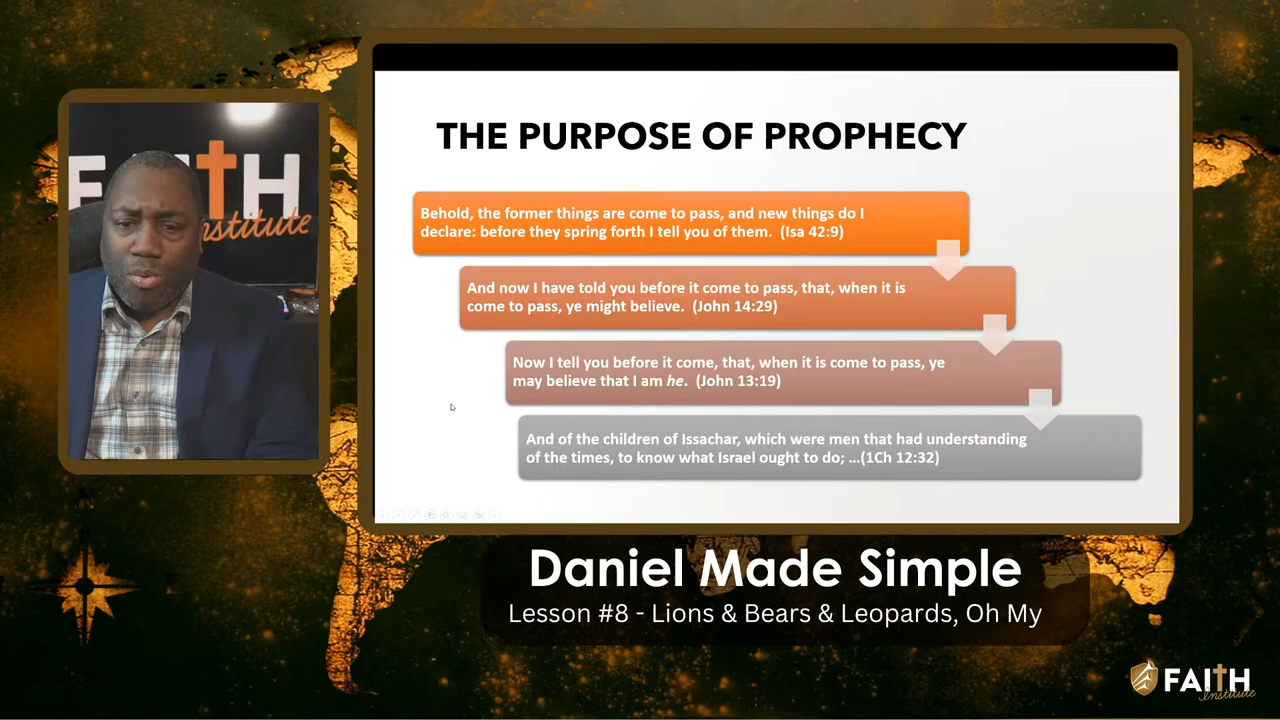 FAITH
Institute
THE PURPOSE OF PROPHECY
Behold, the former things are come to pass, and new things do I
declare: before they spring forth I tell you of them. (Isa 42:9)
And now I have told you before it come to pass, that, when it is
come to pass, ye might believe. (John 14:29)
Now I tell you before it come, that, when it is come to pass, ye
may believe that I am he. (John 13:19)
And of the children of Issachar, which were men that had understanding
of the times, to know what Israel ought to do; ...(1Ch 12:32)
Daniel Made Simple
Lesson #8 - Lions & Bears & Leopards, Oh My
FAITH
Institute